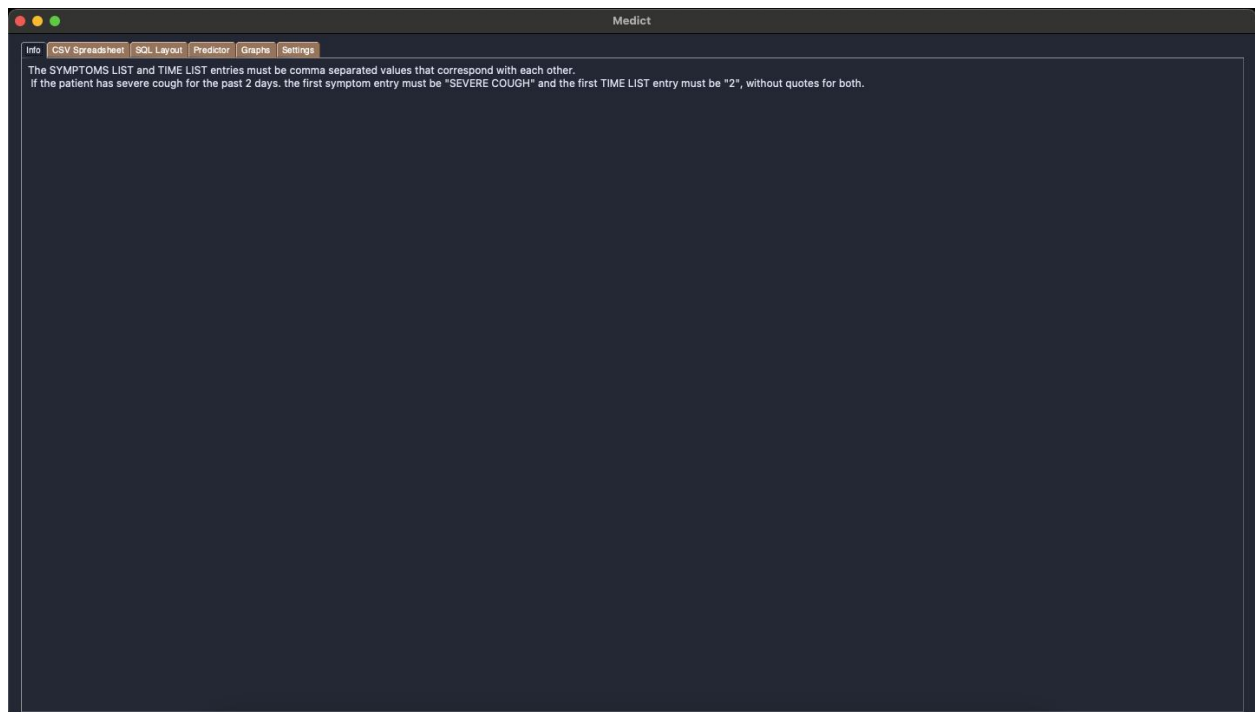 Medict
Info CSV Spreadsheet SQL Layout Predictor Graphs Settings
The SYMPTOMS LIST and TIME LIST entries must be comma separated values that correspond with each other.
If the patient has severe cough for the past 2 days. the first symptom entry must be "SEVERE COUGH" and the first TIME LIST entry must be "2", without quotes for both.